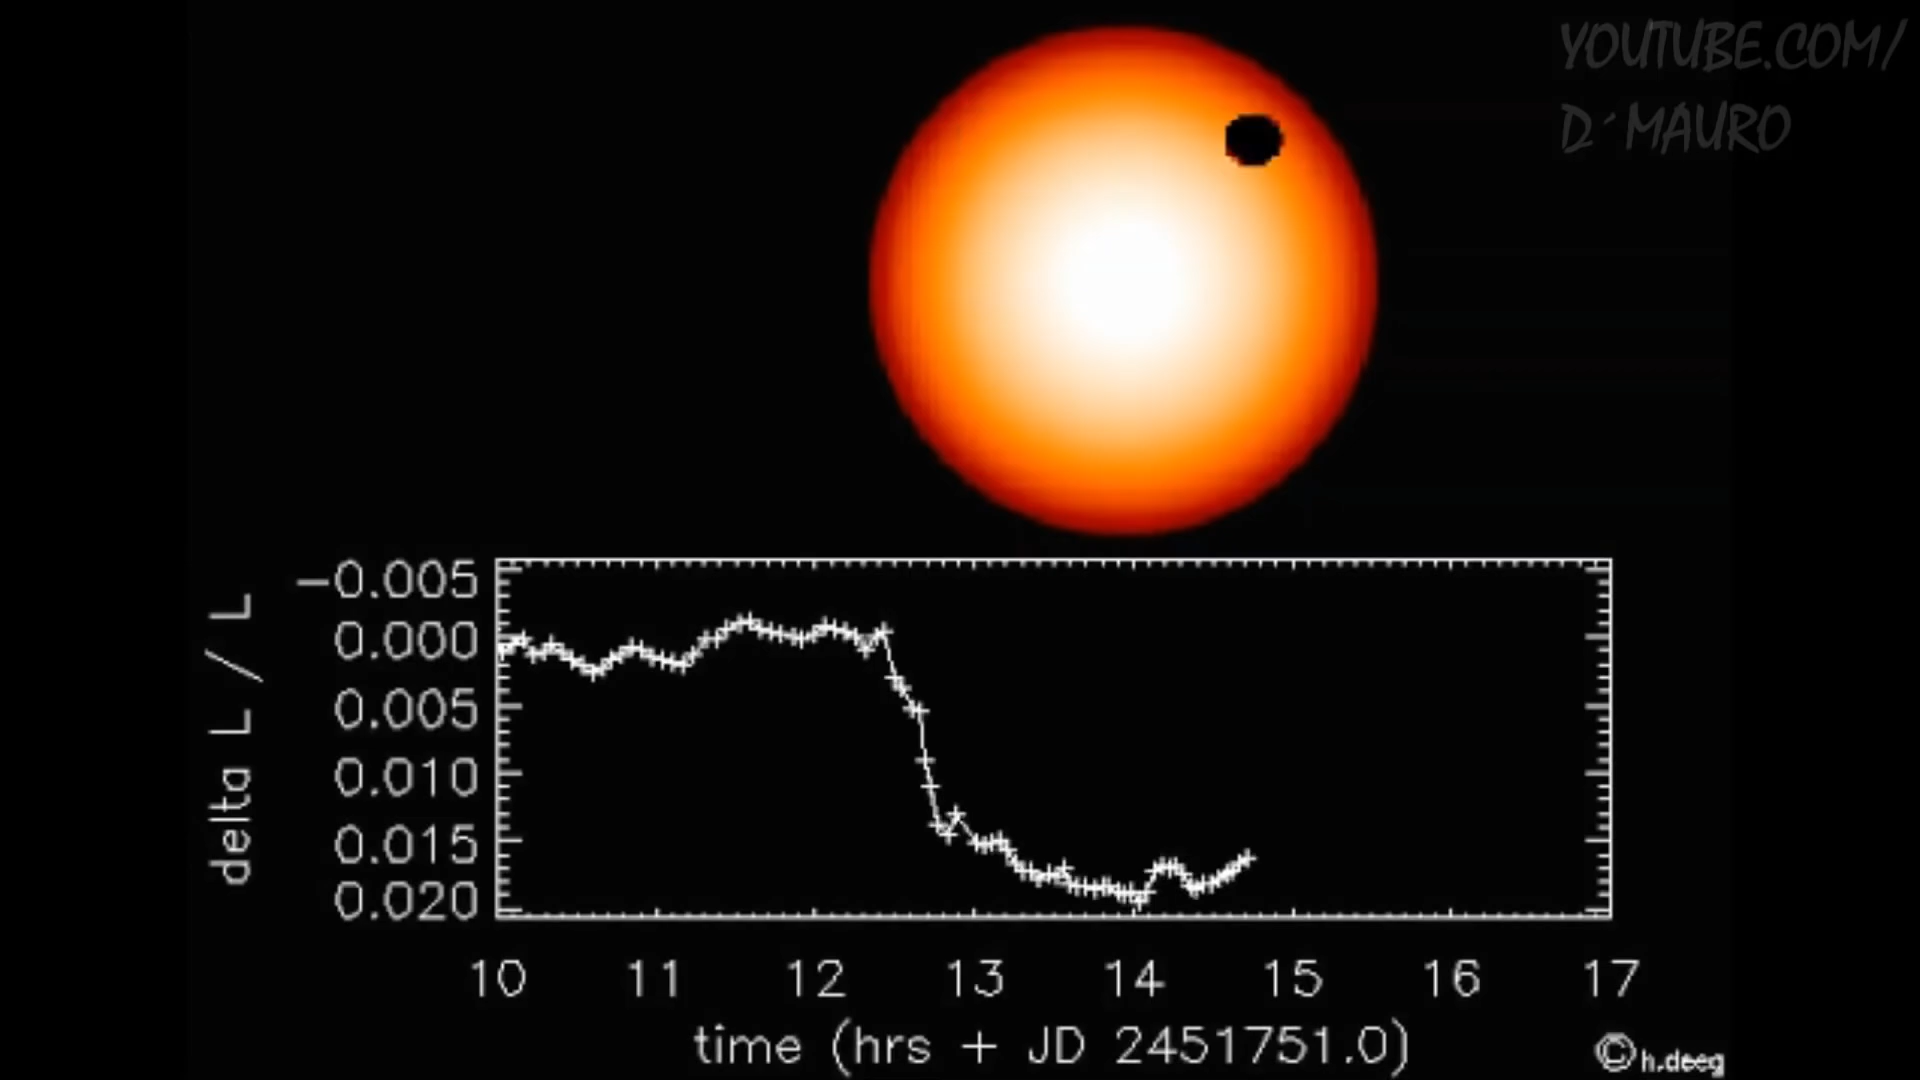 YOUTUBE.COM/
D´MAURO
delta L / L
-0.005
0.000
0.005
0.010
0.015
0.020
10 11 12 13 14 15 16 17
time (hrs + JD 2451751.0)
©h.deeg